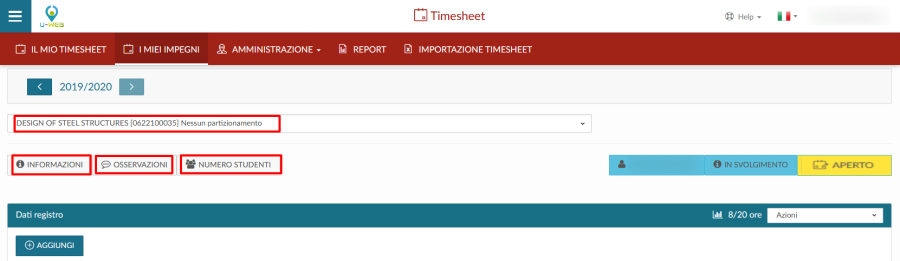 U-WEB
Timesheet
Help
IL MIO TIMESHEET
I MIEI IMPEGNI
AMMINISTRAZIONE
REPORT
IMPORTAZIONE TIMESHEET
2019/2020
DESIGN OF STEEL STRUCTURES [0622100035] Nessun partizionamento
INFORMAZIONI
OSSERVAZIONI
NUMERO STUDENTI
IN SVOLGIMENTO
APERTO
Dati registro
8/20 ore
Azioni
AGGIUNGI